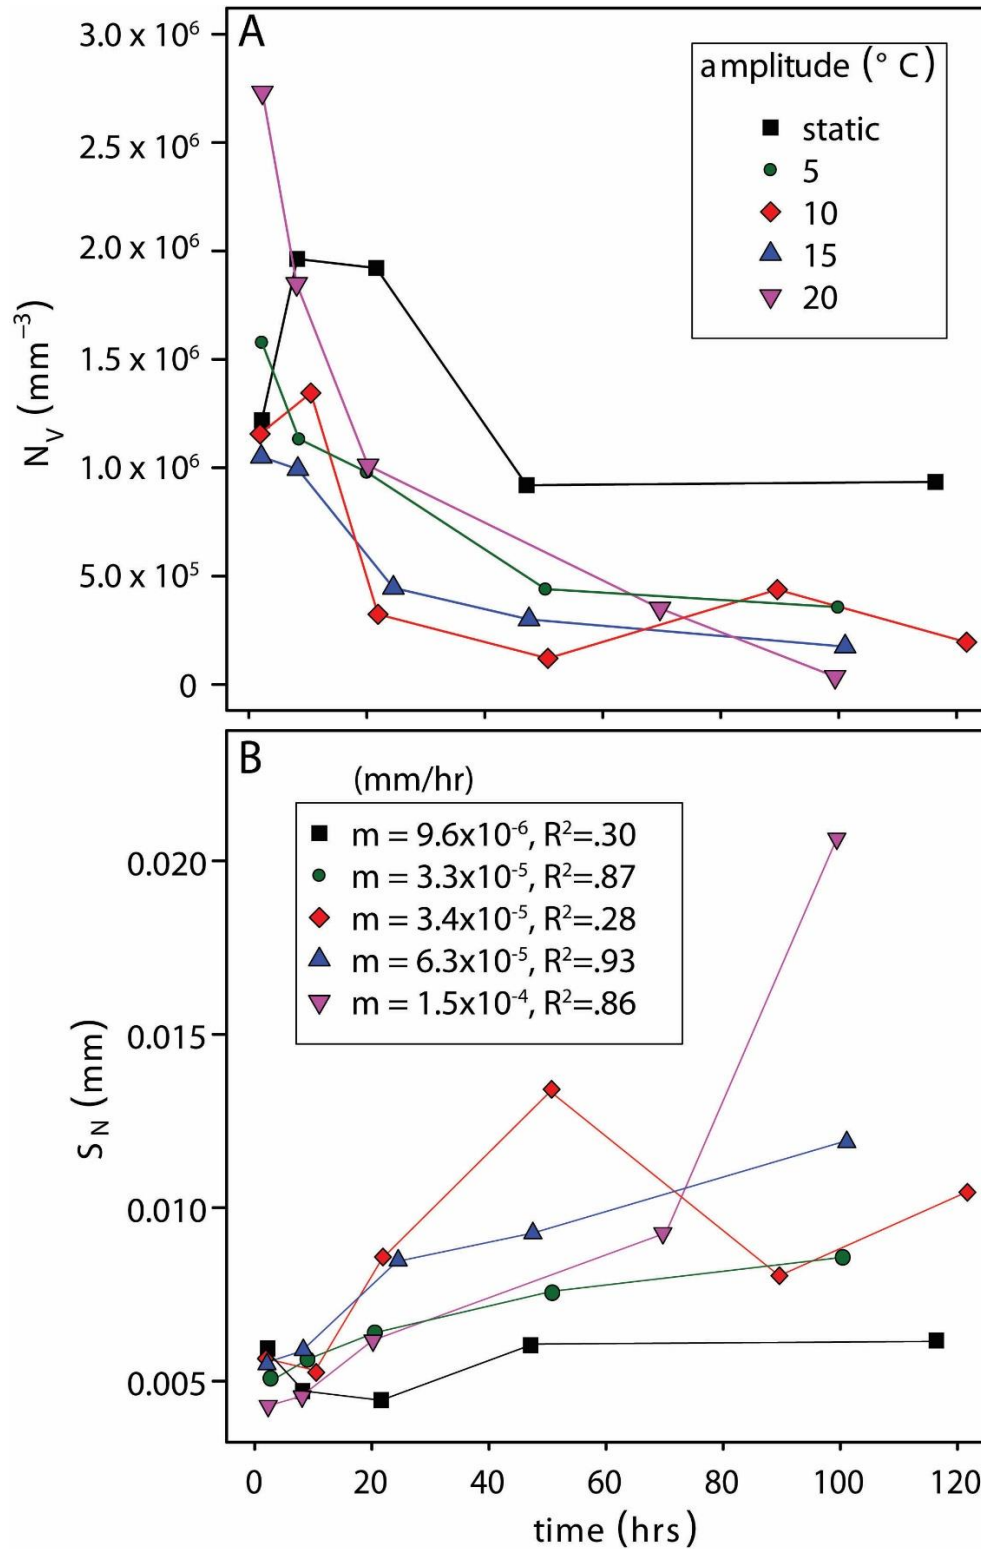 A
3.0 x 10⁶
2.5 x 10⁶
2.0 x 10⁶
1.5 x 10⁶
1.0 x 10⁶
5.0 x 10⁵
0
N_V (mm⁻³)
amplitude (° C)
static
5
10
15
20
B
(mm/hr)
m = 9.6x10⁻⁶, R²=.30
m = 3.3x10⁻⁵, R²=.87
m = 3.4x10⁻⁵, R²=.28
m = 6.3x10⁻⁵, R²=.93
m = 1.5x10⁻⁴, R²=.86
0.020
0.015
0.010
0.005
S_N (mm)
0 20 40 60 80 100 120
time (hrs)